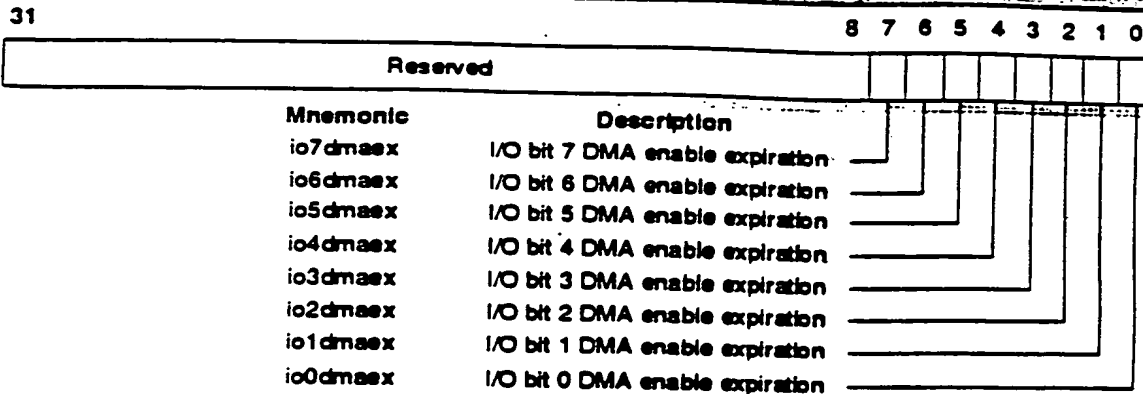 31 8 7 6 5 4 3 2 1 0
Reserved
Mnemonic Description
io7dmaex I/O bit 7 DMA enable expiration
io6dmaex I/O bit 6 DMA enable expiration
io5dmaex I/O bit 5 DMA enable expiration
io4dmaex I/O bit 4 DMA enable expiration
io3dmaex I/O bit 3 DMA enable expiration
io2dmaex I/O bit 2 DMA enable expiration
io1dmaex I/O bit 1 DMA enable expiration
io0dmaex I/O bit 0 DMA enable expiration